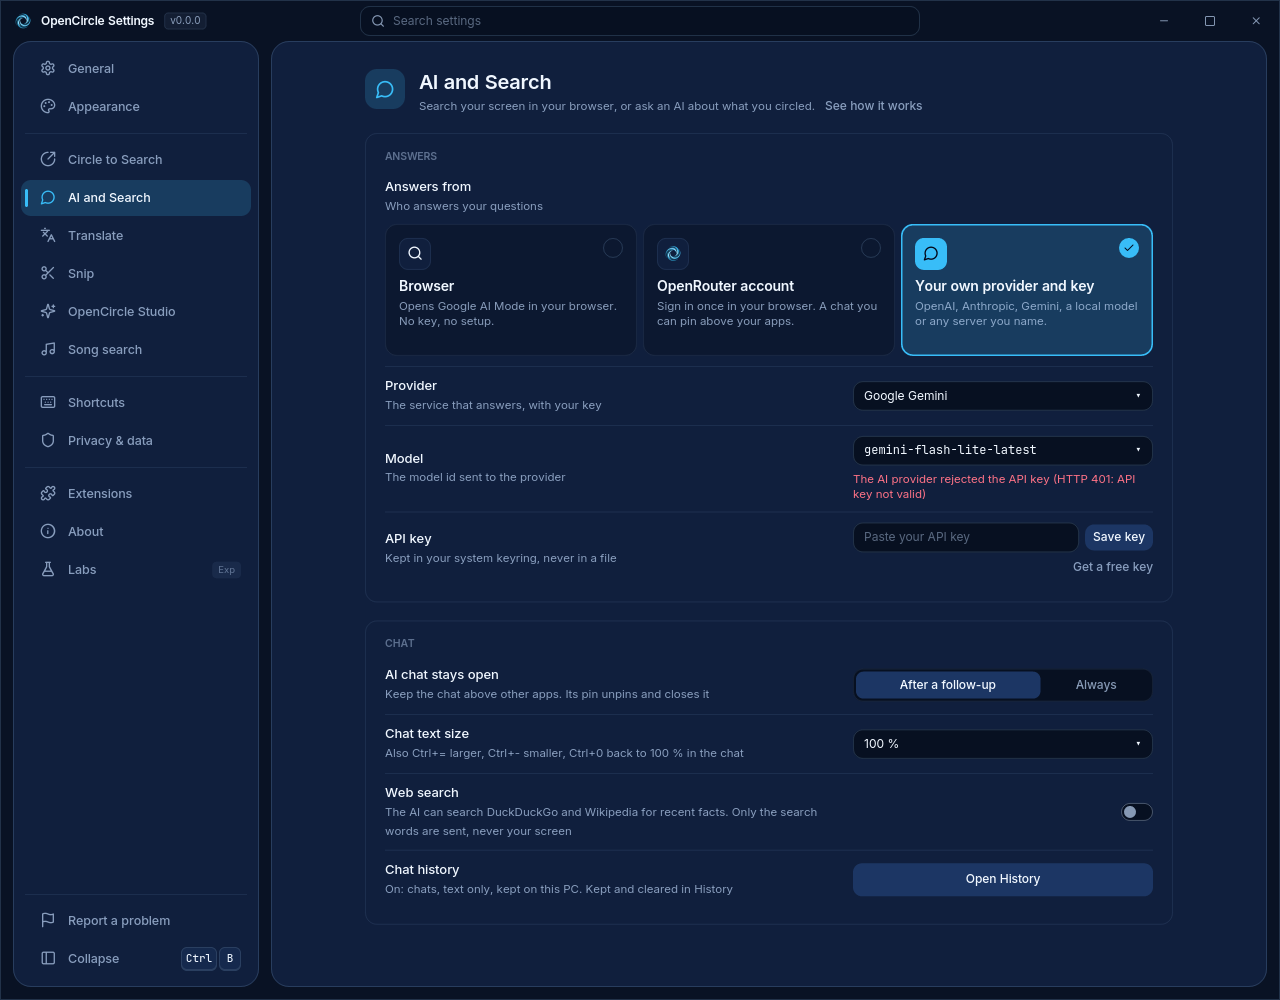 OpenCircle Settings
v0.0.0
Search settings
General
Appearance
Circle to Search
AI and Search
Translate
Snip
OpenCircle Studio
Song search
Shortcuts
Privacy & data
Extensions
About
Labs
Exp
Report a problem
Collapse
Ctrl
B
AI and Search
Search your screen in your browser, or ask an AI about what you circled. See how it works
ANSWERS
Answers from
Who answers your questions
Browser
Opens Google AI Mode in your browser.
No key, no setup.
OpenRouter account
Sign in once in your browser. A chat you
can pin above your apps.
Your own provider and key
OpenAI, Anthropic, Gemini, a local model
or any server you name.
Provider
The service that answers, with your key
Google Gemini
Model
The model id sent to the provider
gemini-flash-lite-latest
The AI provider rejected the API key (HTTP 401: API
key not valid)
API key
Kept in your system keyring, never in a file
Paste your API key
Save key
Get a free key
CHAT
AI chat stays open
Keep the chat above other apps. Its pin unpins and closes it
After a follow-up
Always
Chat text size
Also Ctrl+= larger, Ctrl+- smaller, Ctrl+0 back to 100 % in the chat
100 %
Web search
The AI can search DuckDuckGo and Wikipedia for recent facts. Only the search
words are sent, never your screen
Chat history
On: chats, text only, kept on this PC. Kept and cleared in History
Open History